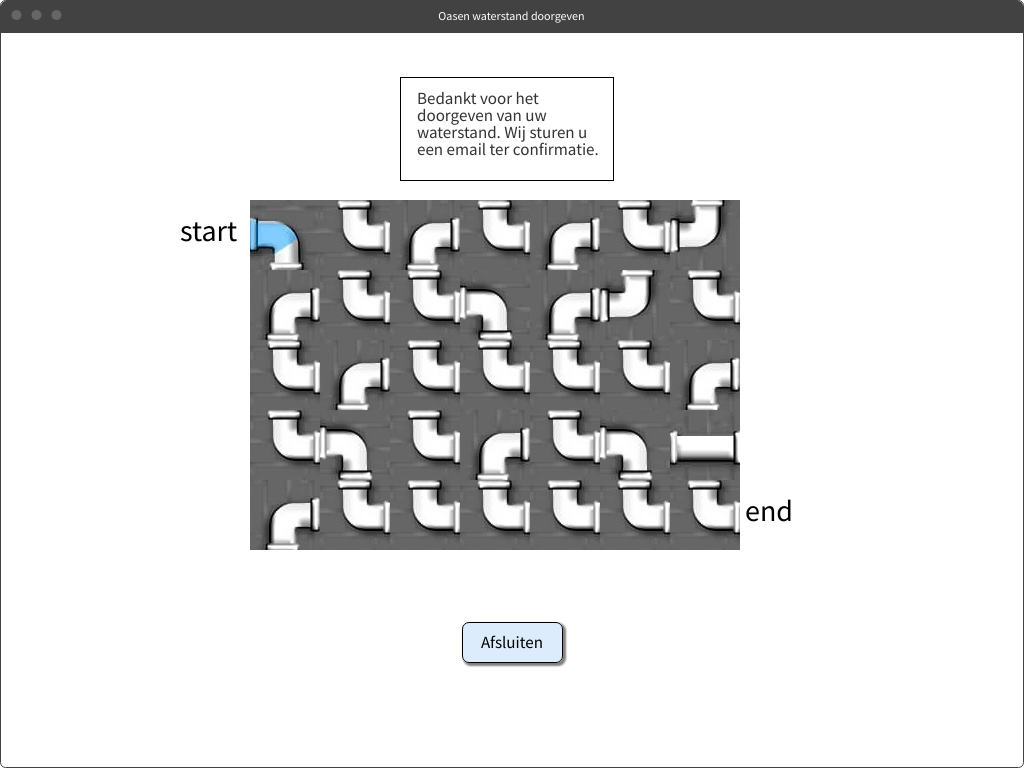 Oasen waterstand doorgeven
Bedankt voor het
doorgeven van uw
waterstand. Wij sturen u
een email ter confirmatie.
start
end
Afsluiten